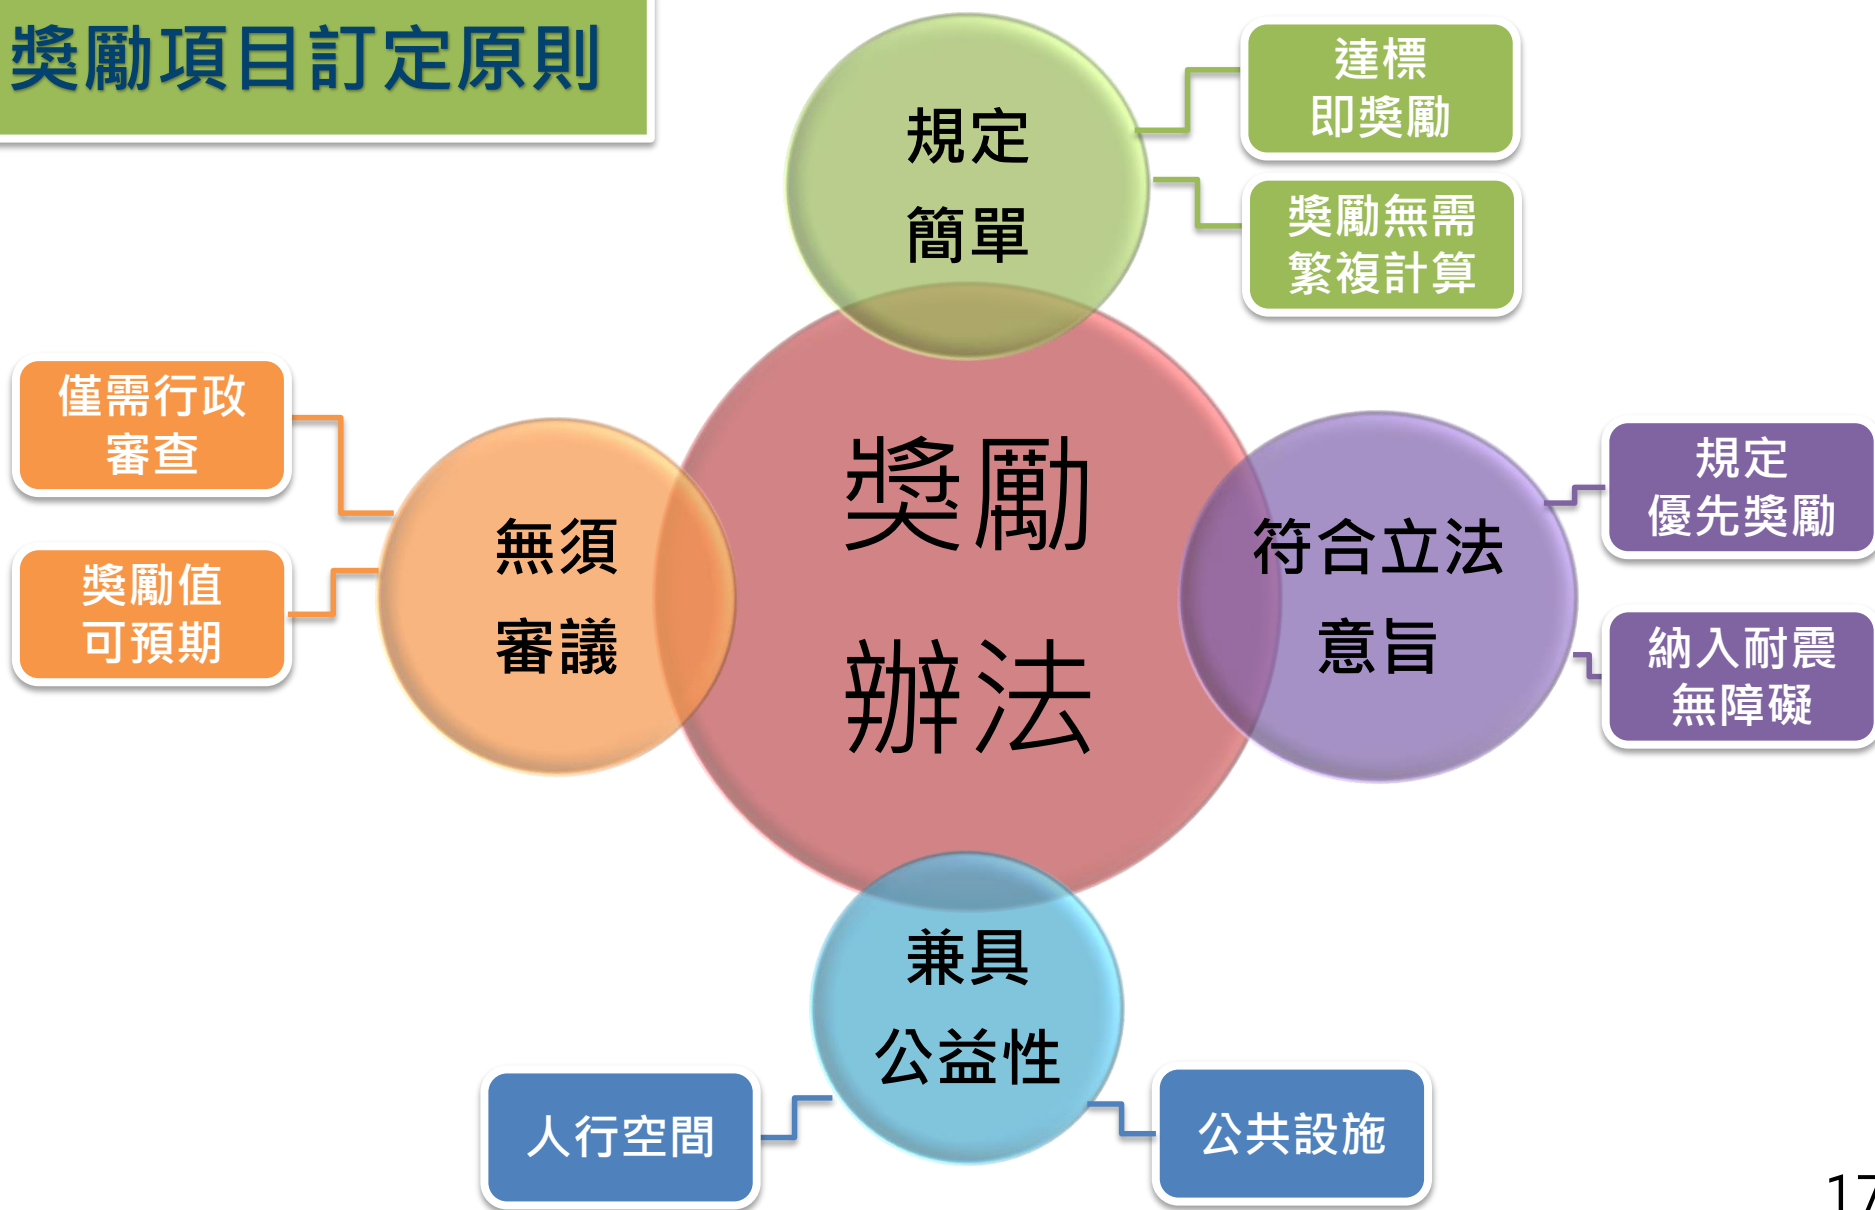 獎勵項目訂定原則
規定
簡單
達標
即獎勵
獎勵無需
繁複計算
僅需行政
審查
獎勵值
可預期
無須
審議
獎勵
辦法
符合立法
意旨
規定
優先獎勵
納入耐震
無障礙
兼具
公益性
人行空間
公共設施
17